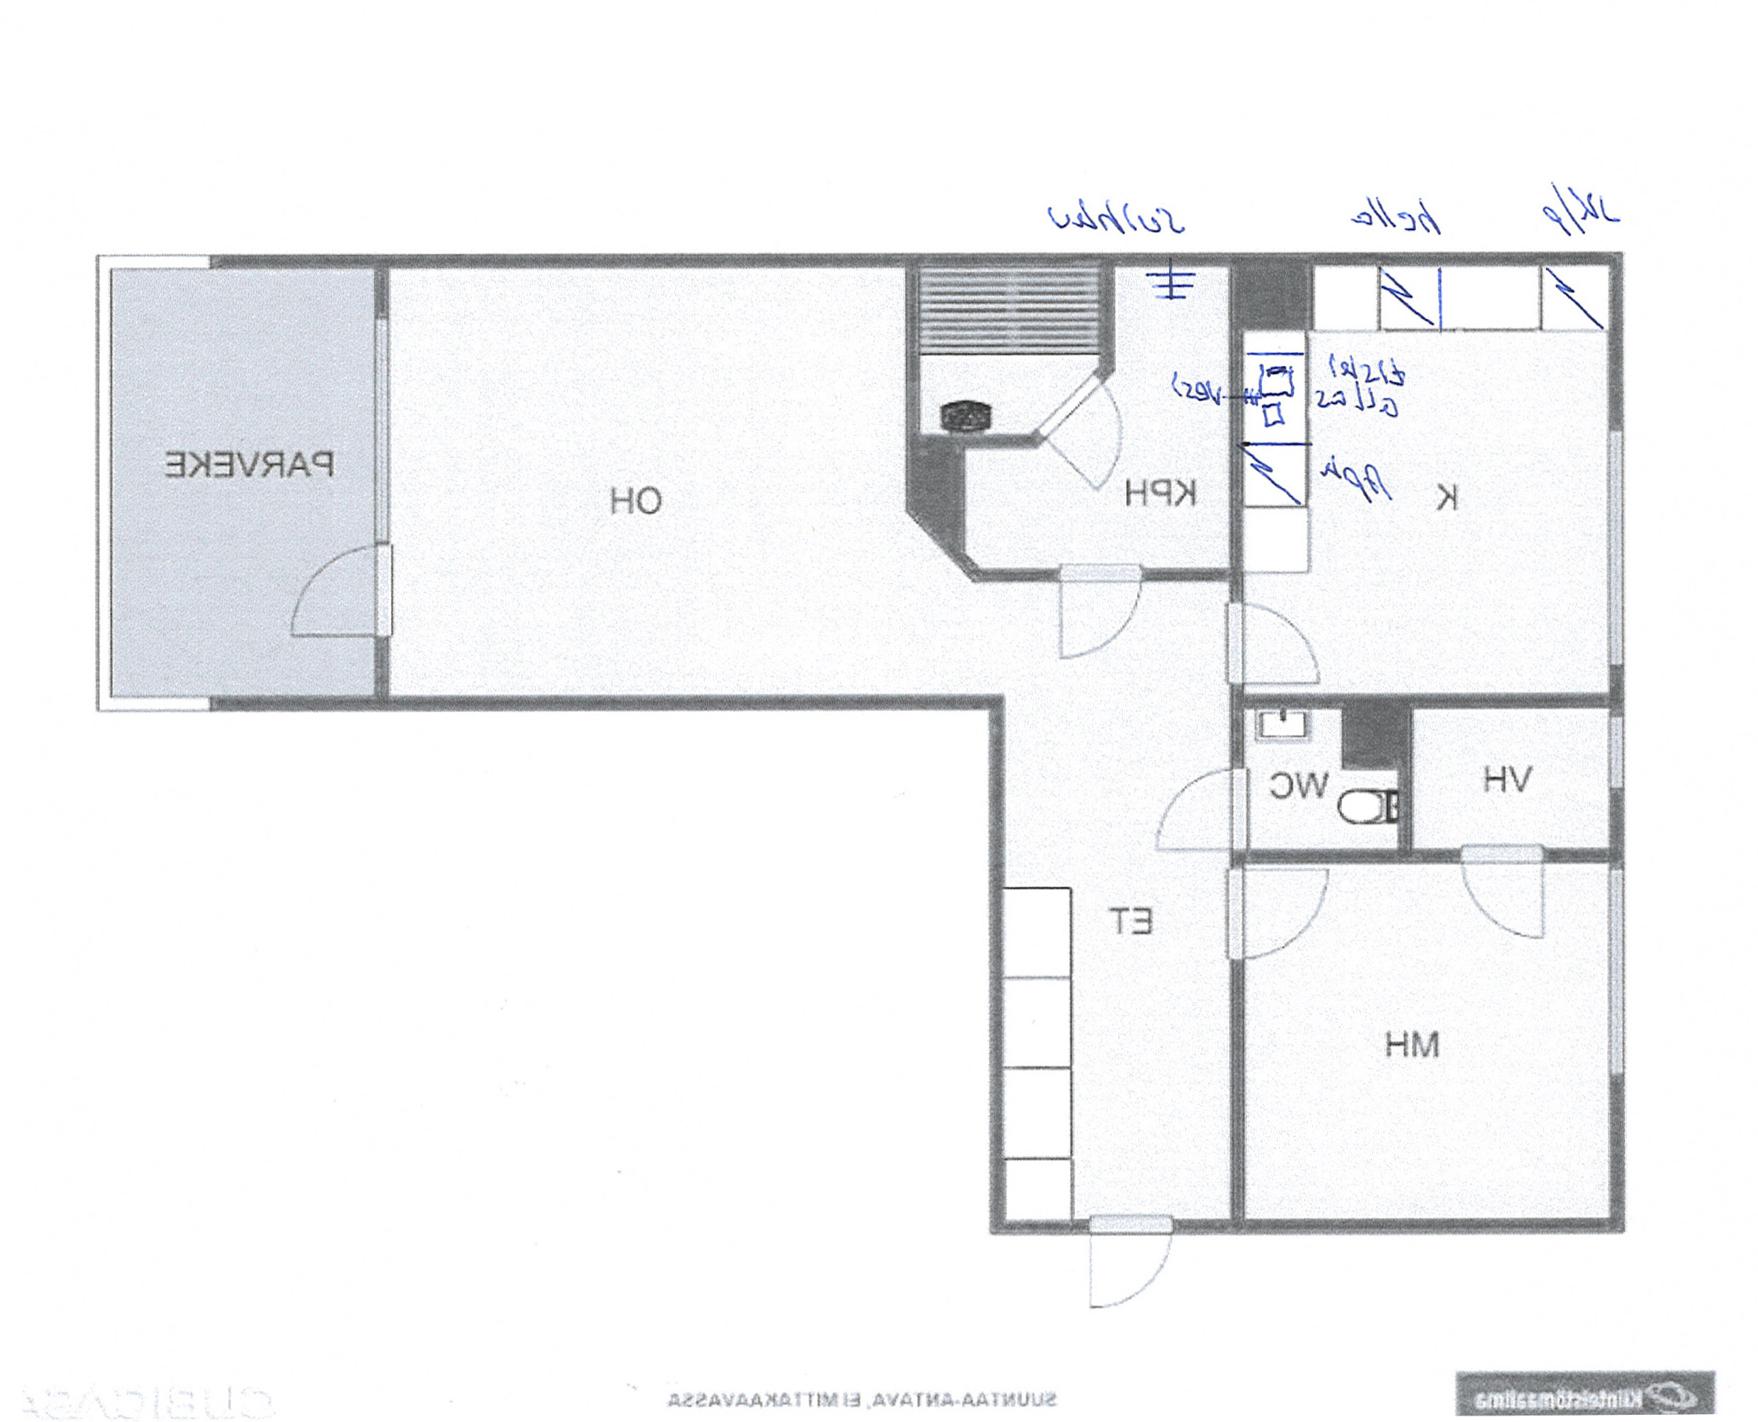 suihku
hella
jk/p
tiski
allas
vesi
Apk
PARVEKE
OH
KPH
K
WC
VH
ET
MH
SUUNTAA-ANTAVA, EI MITTAKAAVASSA
Kiinteistömaailma
CUBICASA